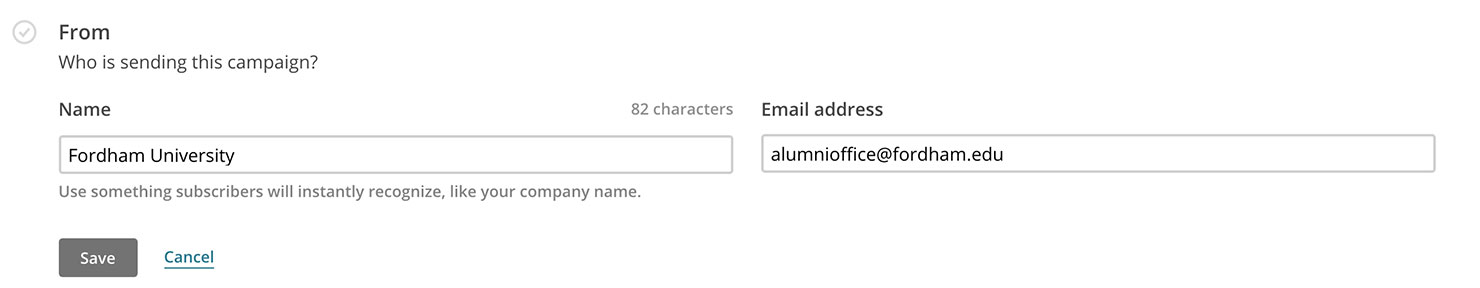 From
Who is sending this campaign?
Name 82 characters Email address
Fordham University alumnioffice@fordham.edu
Use something subscribers will instantly recognize, like your company name.
Save Cancel